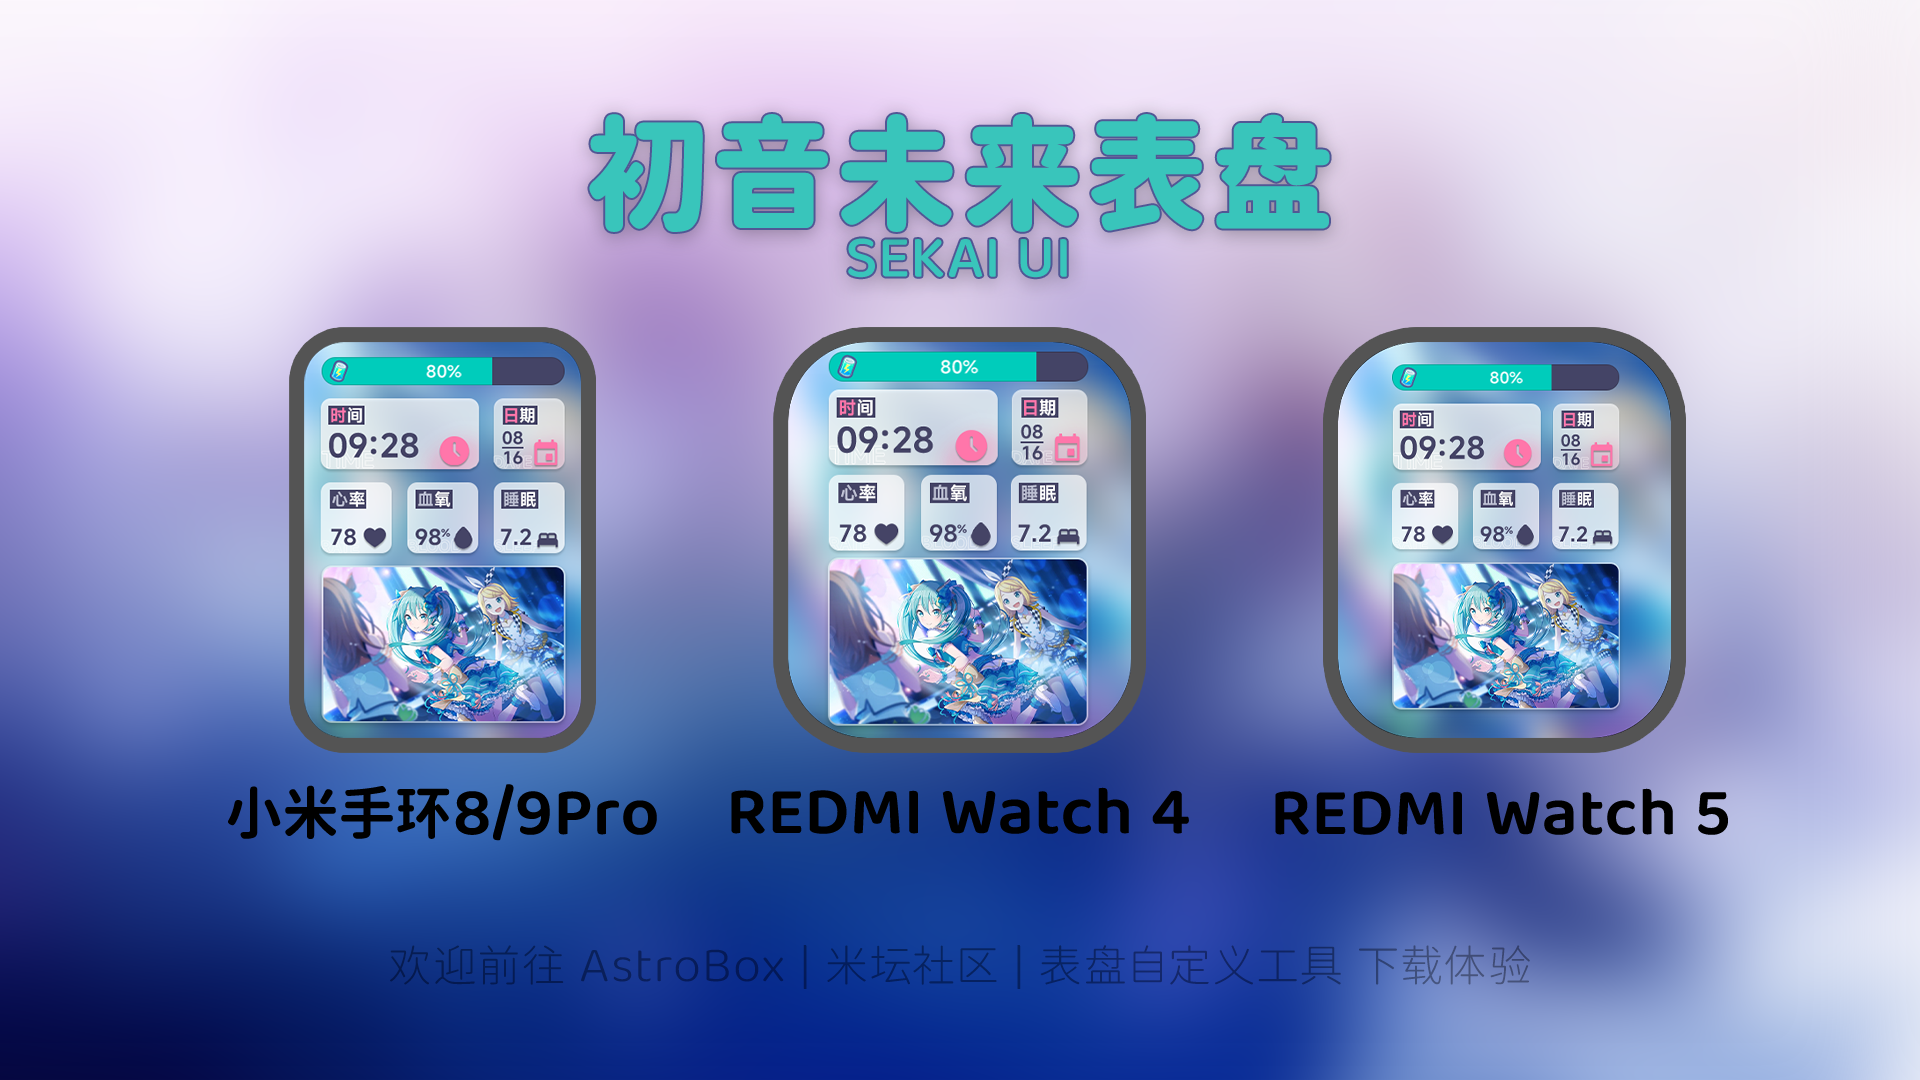 初音未来表盘
SEKAI UI
80%
时间
09:28
日期
08
16
心率
78
血氧
98%
睡眠
7.2
80%
时间
09:28
日期
08
16
心率
78
血氧
98%
睡眠
7.2
80%
时间
09:28
日期
08
16
心率
78
血氧
98%
睡眠
7.2
小米手环8/9Pro
REDMI Watch 4
REDMI Watch 5
欢迎前往 AstroBox | 米坛社区 | 表盘自定义工具 下载体验